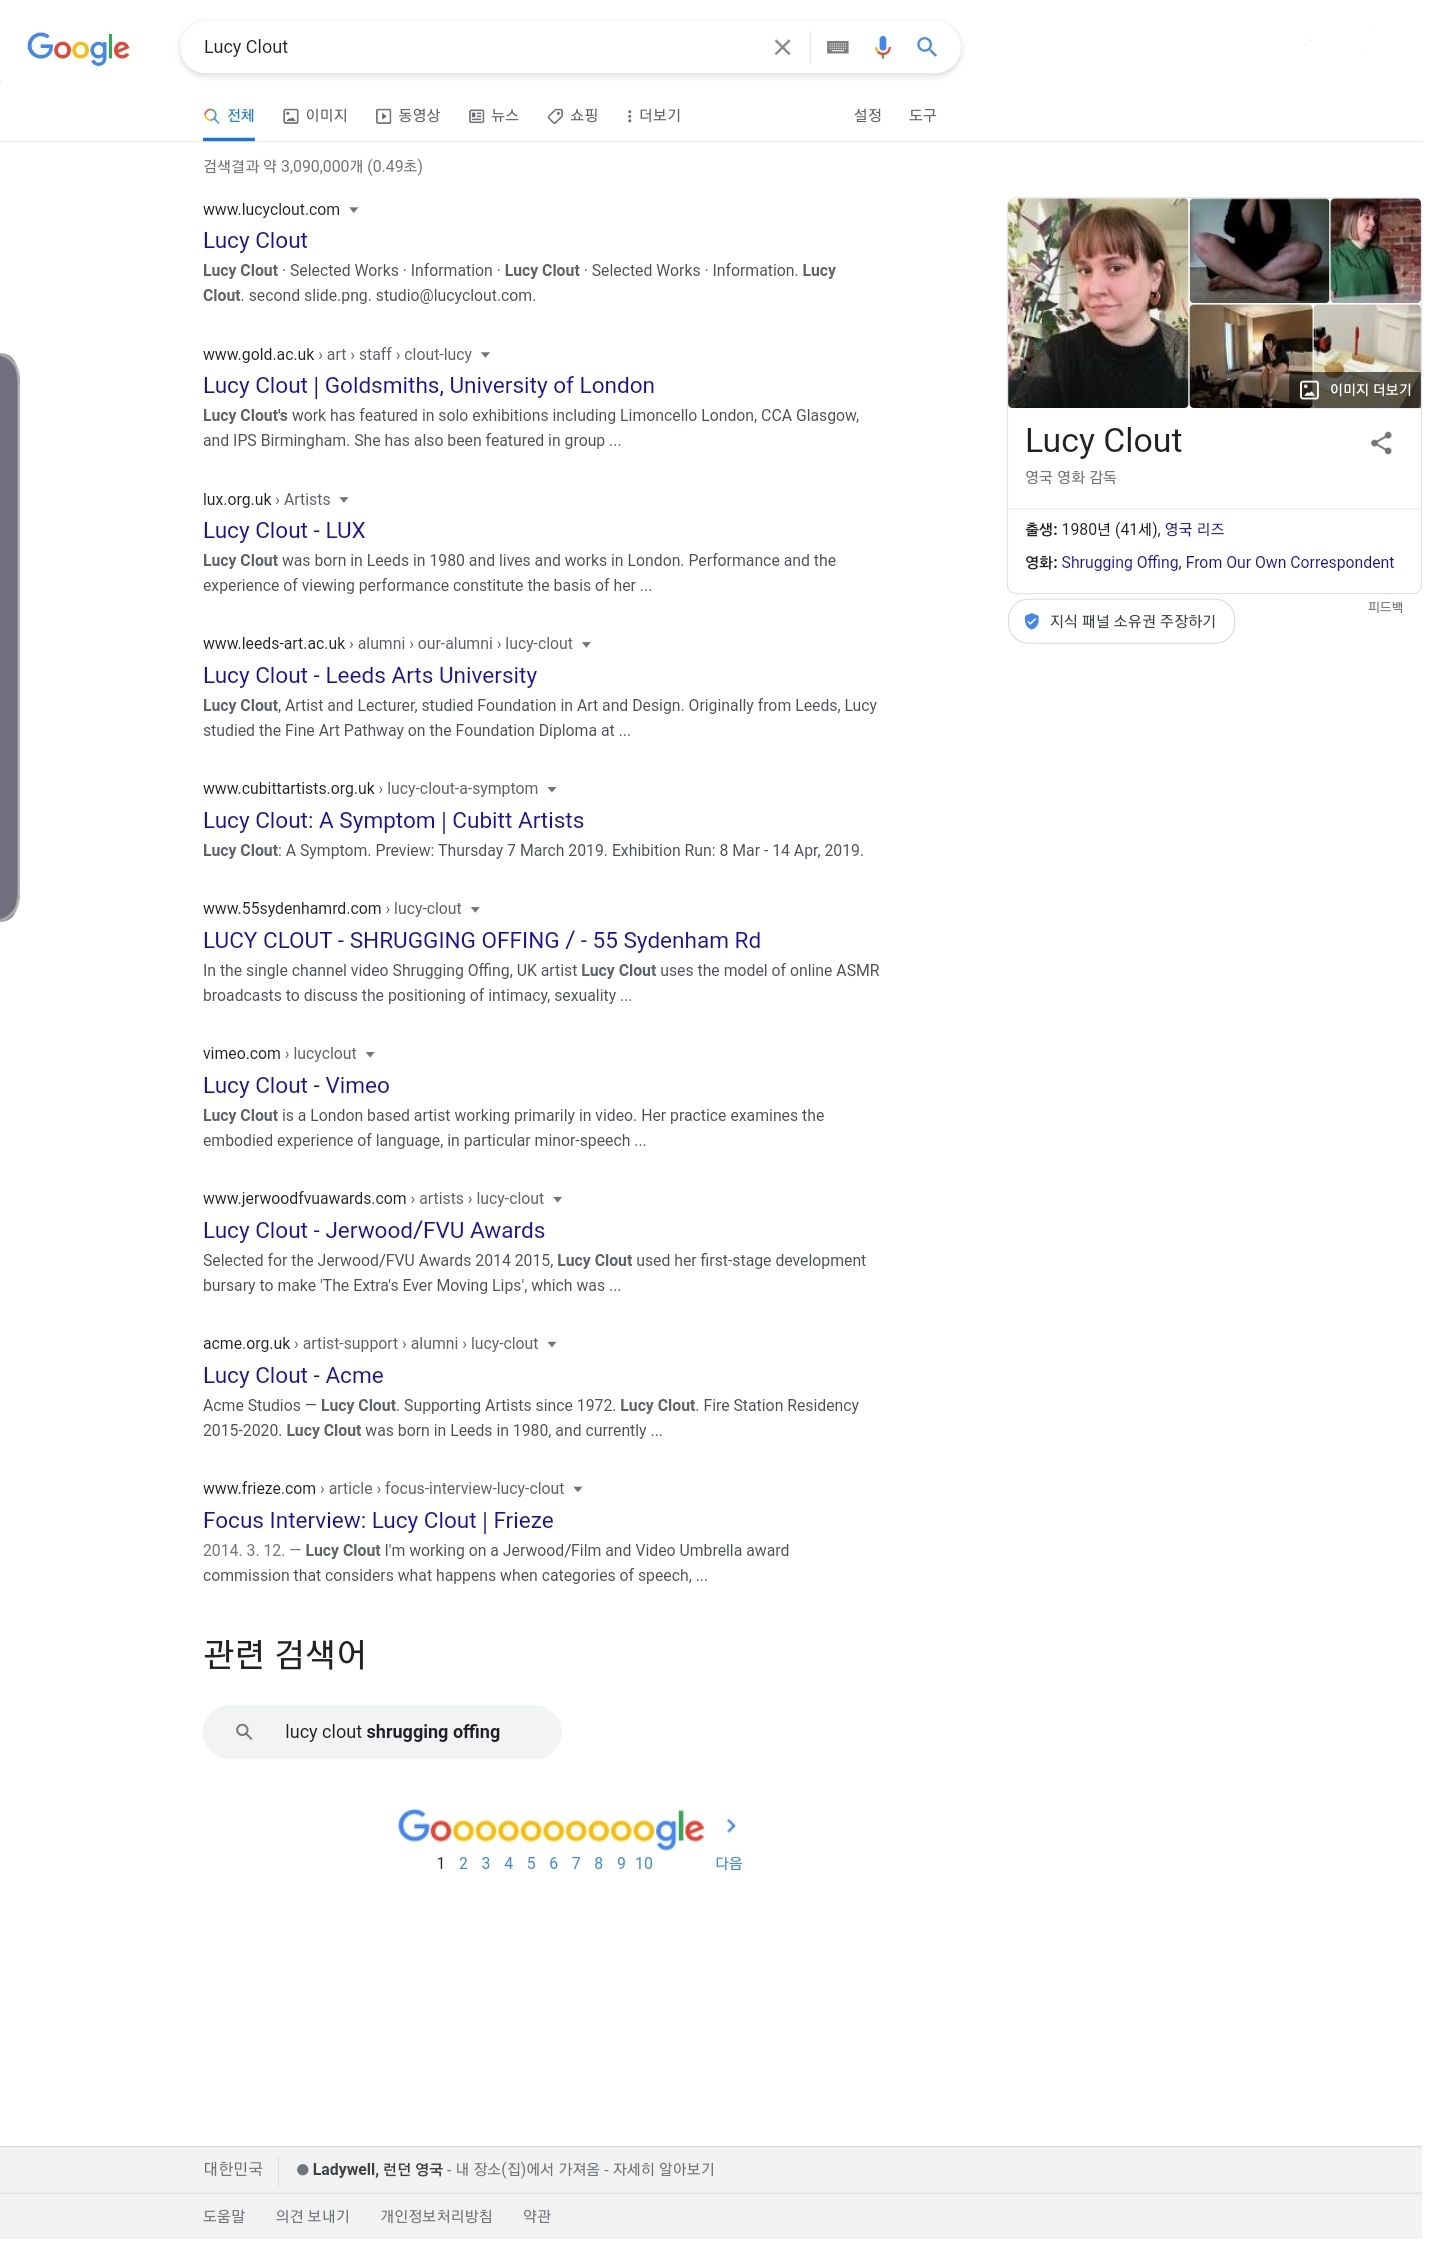 Google
Lucy Clout
전체 이미지 동영상 뉴스 쇼핑 더보기 설정 도구
검색결과 약 3,090,000개 (0.49초)
www.lucyclout.com
Lucy Clout
Lucy Clout · Selected Works · Information · Lucy Clout · Selected Works · Information. Lucy
Clout. second slide.png. studio@lucyclout.com.
www.gold.ac.uk › art › staff › clout-lucy
Lucy Clout | Goldsmiths, University of London
Lucy Clout's work has featured in solo exhibitions including Limoncello London, CCA Glasgow,
and IPS Birmingham. She has also been featured in group ...
lux.org.uk › Artists
Lucy Clout - LUX
Lucy Clout was born in Leeds in 1980 and lives and works in London. Performance and the
experience of viewing performance constitute the basis of her ...
www.leeds-art.ac.uk › alumni › our-alumni › lucy-clout
Lucy Clout - Leeds Arts University
Lucy Clout, Artist and Lecturer, studied Foundation in Art and Design. Originally from Leeds, Lucy
studied the Fine Art Pathway on the Foundation Diploma at ...
www.cubittartists.org.uk › lucy-clout-a-symptom
Lucy Clout: A Symptom | Cubitt Artists
Lucy Clout: A Symptom. Preview: Thursday 7 March 2019. Exhibition Run: 8 Mar - 14 Apr, 2019.
www.55sydenhamrd.com › lucy-clout
LUCY CLOUT - SHRUGGING OFFING / - 55 Sydenham Rd
In the single channel video Shrugging Offing, UK artist Lucy Clout uses the model of online ASMR
broadcasts to discuss the positioning of intimacy, sexuality ...
vimeo.com › lucyclout
Lucy Clout - Vimeo
Lucy Clout is a London based artist working primarily in video. Her practice examines the
embodied experience of language, in particular minor-speech ...
www.jerwoodfvuawards.com › artists › lucy-clout
Lucy Clout - Jerwood/FVU Awards
Selected for the Jerwood/FVU Awards 2014 2015, Lucy Clout used her first-stage development
bursary to make 'The Extra's Ever Moving Lips', which was ...
acme.org.uk › artist-support › alumni › lucy-clout
Lucy Clout - Acme
Acme Studios — Lucy Clout. Supporting Artists since 1972. Lucy Clout. Fire Station Residency
2015-2020. Lucy Clout was born in Leeds in 1980, and currently ...
www.frieze.com › article › focus-interview-lucy-clout
Focus Interview: Lucy Clout | Frieze
2014. 3. 12. — Lucy Clout I'm working on a Jerwood/Film and Video Umbrella award
commission that considers what happens when categories of speech, ...
이미지 더보기
Lucy Clout
영국 영화 감독
출생: 1980년 (41세), 영국 리즈
영화: Shrugging Offing, From Our Own Correspondent
피드백
지식 패널 소유권 주장하기
관련 검색어
lucy clout shrugging offing
Goooooooooogle
1 2 3 4 5 6 7 8 9 10 다음
대한민국 Ladywell, 런던 영국 - 내 장소(집)에서 가져옴 - 자세히 알아보기
도움말 의견 보내기 개인정보처리방침 약관